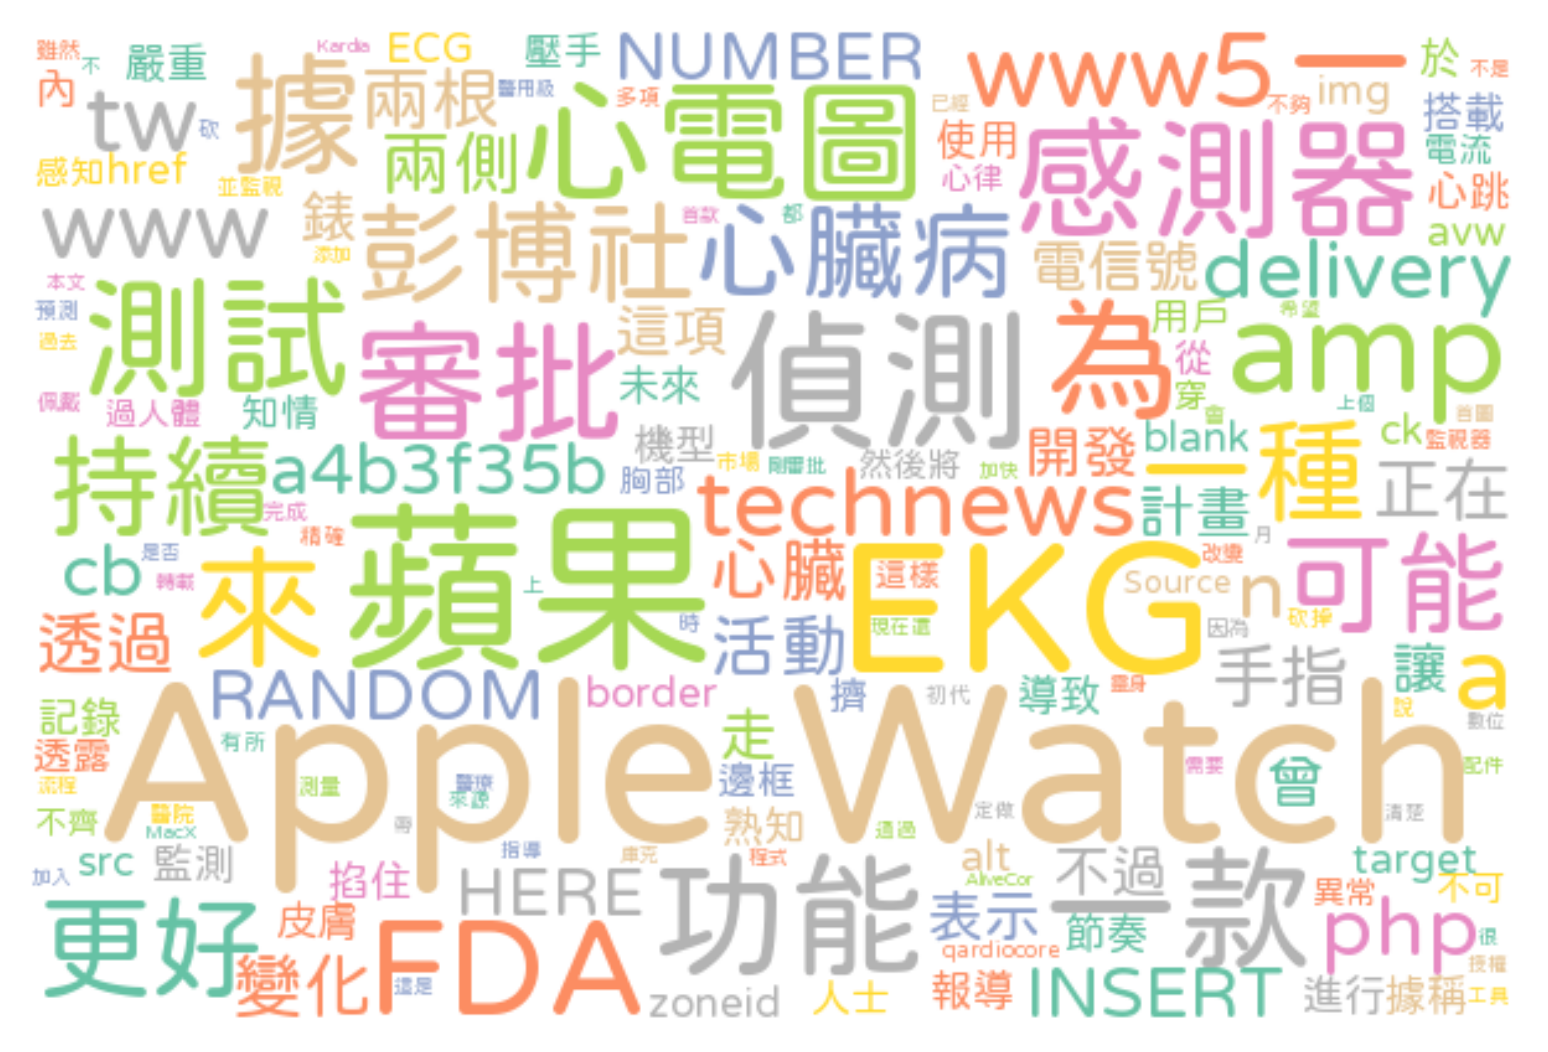 雖然 不 嚴重 Kardia ECG 壓手 NUMBER www5 一 於 不是
內 tw 砍 據 兩根 醫用級 心電圖 多項 已經 不夠 img 搭載
感知 href 並監視 兩側 使用 心律 感測器 電流 心跳
www 錶 添加 彭博社 首款 心臟病 都 電信號 delivery avw
本文 預測 過去 測試 審批 這項 偵測 為 用戶 希望 amp
佩戴 過人體 知情 未來 從 穿 會 上個 首圖
持續 a4b3f35b 機型 胸部 市場 剛審批 然後將 加快 開發 blank 一種 ck 監視器 正在
完成 精確 technews 計畫 月
cb 是否 轉載 來 蘋果 上 心臟 這樣 EKG 改變 Source n 可能
透過 時 活動 現在這 因為 砍掉 手指 讓 a
記錄 RANDOM border 擠 初代 導致 靈身 說 數位
透露 有所 Apple Watch 走 邊框 需要 曾 配件
流程 測量 醫療 來源 定做 清楚
不齊 醫院 MacX 帶 熟知 通過
加入 src 監測 掐住 指導 庫克 程式 alt AliveCor 不過 target 不可
更好 皮膚 HERE 功能 表示 一款 異常 php 很
變化 FDA qardiocore 節奏 授權
這是 zoneid 人士 報導 INSERT 進行 據稱 工具